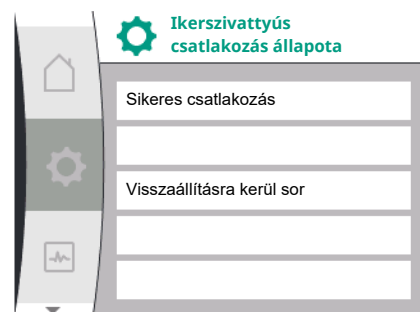 Ikerszivattyús
csatlakozás állapota
Sikeres csatlakozás
Visszaállításra kerül sor